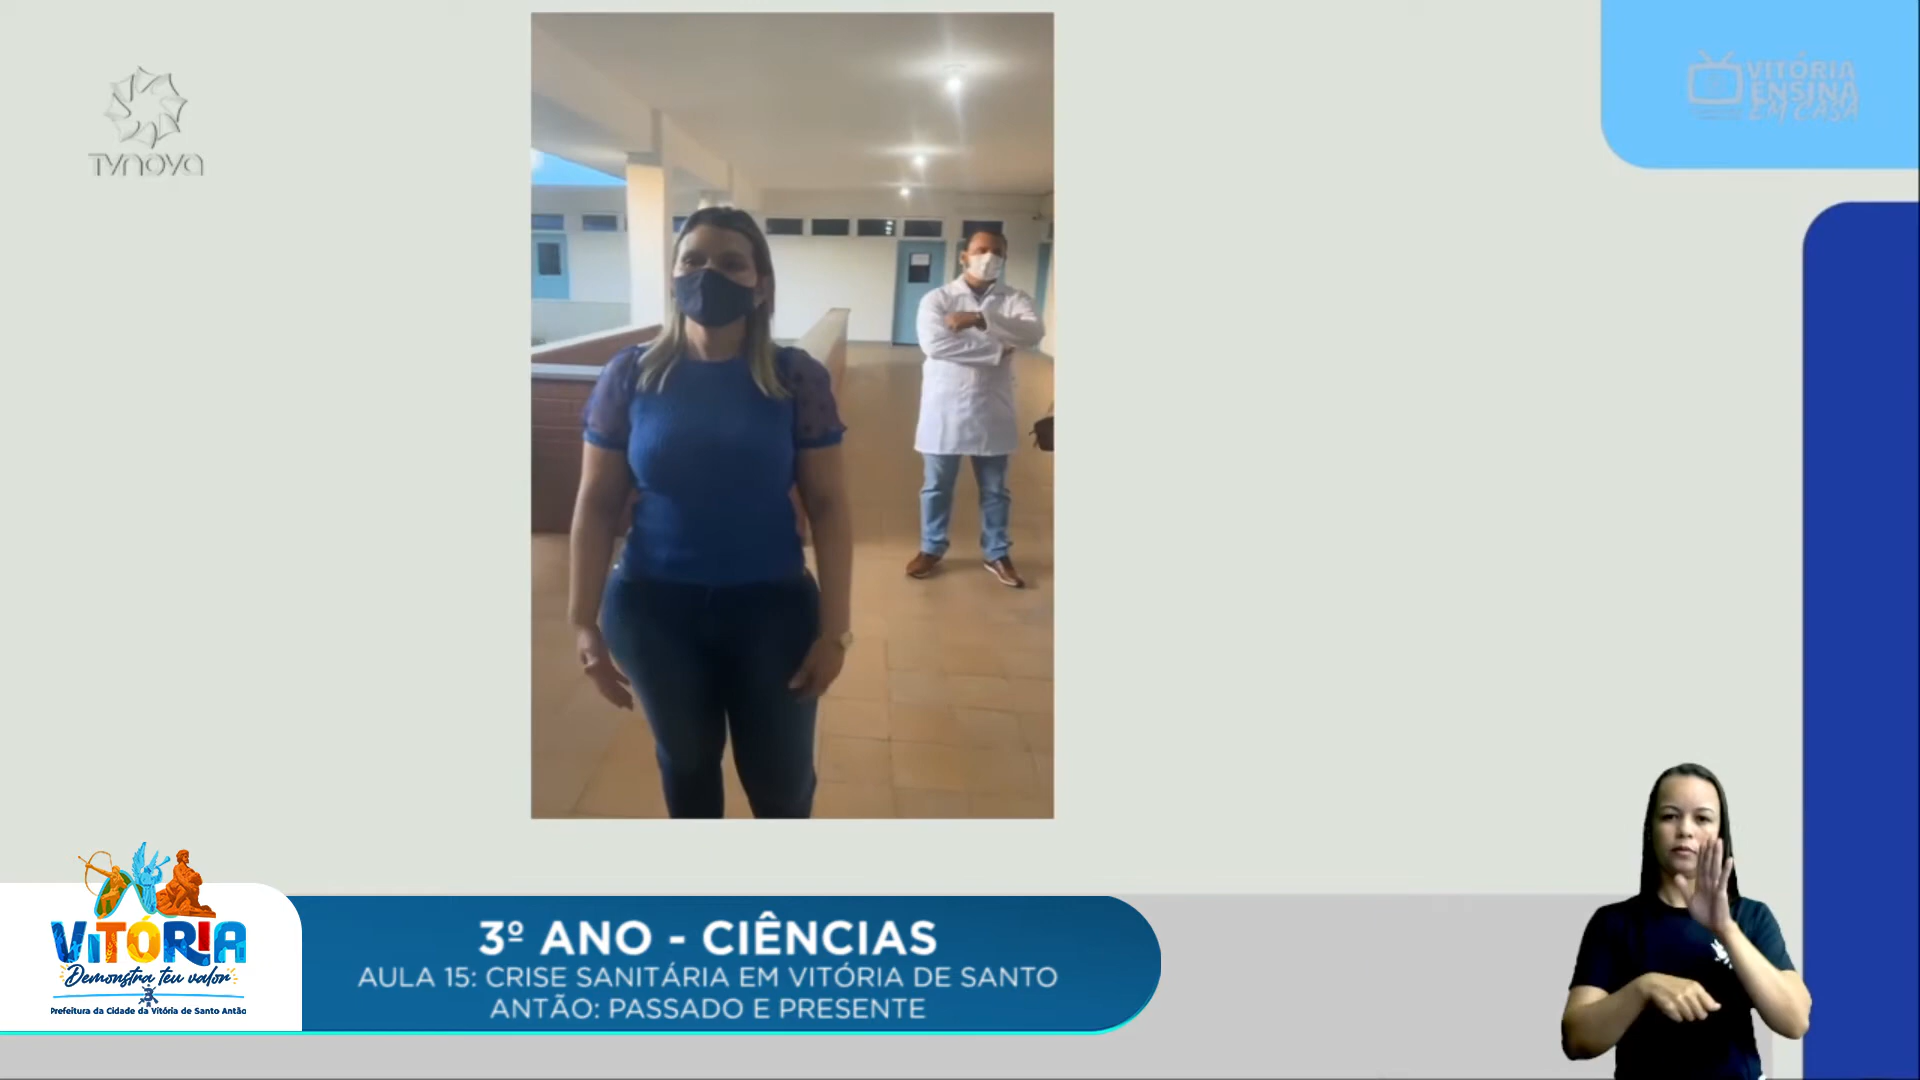 TVNOVA
VITÓRIA
ENSINA
EM CASA
VITÓRIA
Demonstra teu valor
Prefeitura da Cidade da Vitória de Santo Antão
3º ANO - CIÊNCIAS
AULA 15: CRISE SANITÁRIA EM VITÓRIA DE SANTO
ANTÃO: PASSADO E PRESENTE